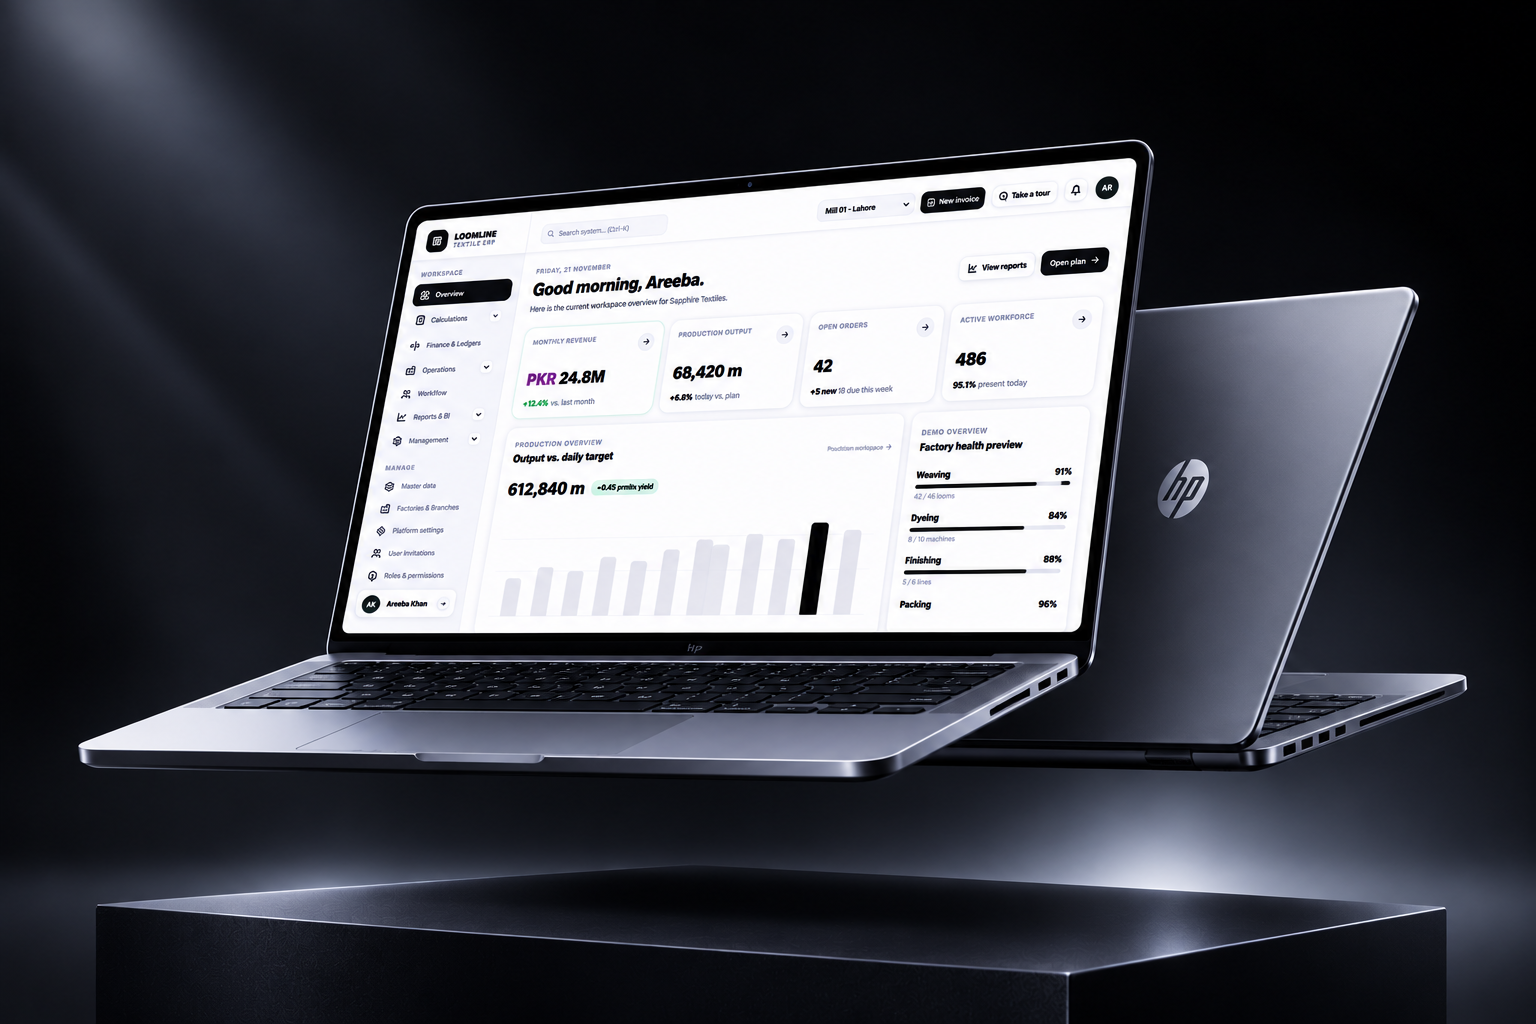 LOOMLINE
TEXTILE ERP
Search system... (Ctrl-K)
Mill 01 - Lahore
New invoice
Take a tour
AR
WORKSPACE
Overview
Calculations
Finance & Ledgers
Operations
Workflow
Reports & BI
Management
MANAGE
Master data
Factories & Branches
Platform settings
User Invitations
Roles & permissions
AK
Areeba Khan
FRIDAY, 21 NOVEMBER
Good morning, Areeba.
Here is the current workspace overview for Sapphire Textiles.
View reports
Open plan
MONTHLY REVENUE
PKR 24.8M
+12.4% vs. last month
PRODUCTION OUTPUT
68,420 m
+6.8% today vs. plan
OPEN ORDERS
42
+5 new 18 due this week
ACTIVE WORKFORCE
486
95.1% present today
PRODUCTION OVERVIEW
Output vs. daily target
workspace
612,840 m
+0.45 yield
DEMO OVERVIEW
Factory health preview
Weaving 91%
42 / 46 looms
Dyeing 84%
8 / 10 machines
Finishing 88%
5 / 6 lines
Packing 96%
hp
hp